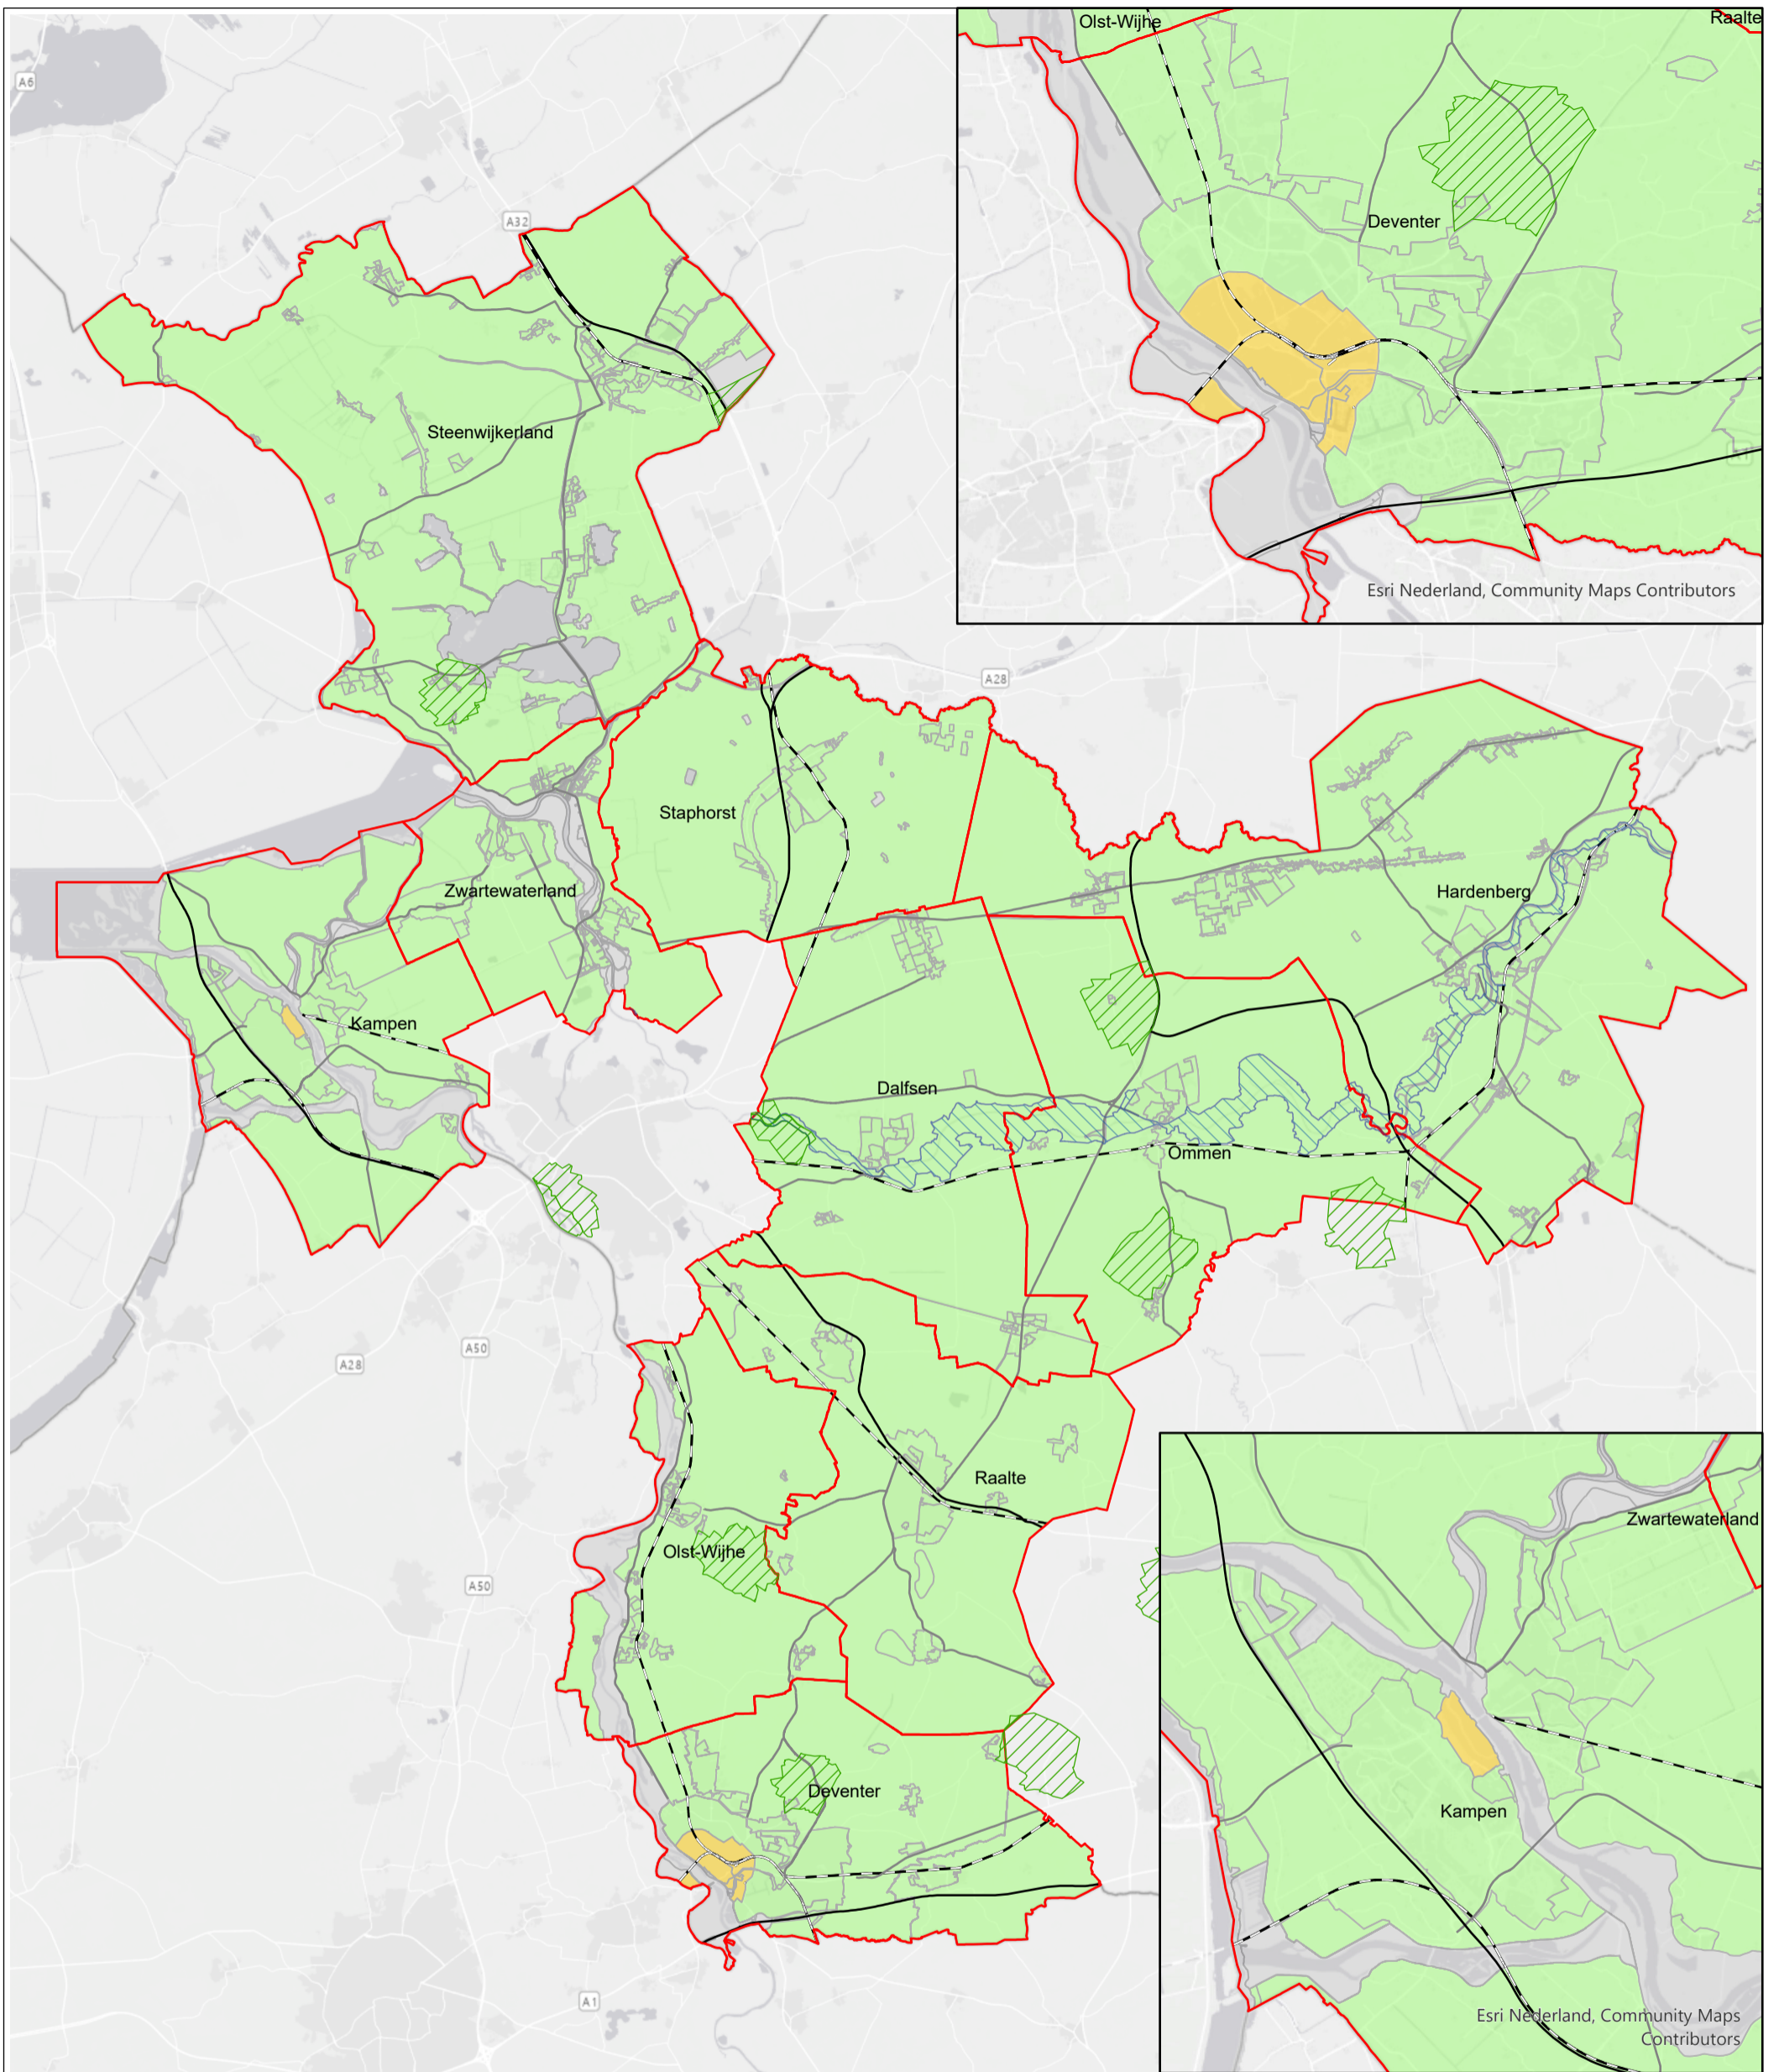 A6
A32
Steenwijkerland
Olst-Wijhe
Raalte
Deventer
Esri Nederland, Community Maps Contributors
A28
Staphorst
Zwartewaterland
Hardenberg
Kampen
Dalfsen
Ommen
A50
A28
Raalte
Olst-Wijhe
A50
Deventer
A1
Zwartewaterland
Kampen
Esri Nederland, Community Maps
Contributors